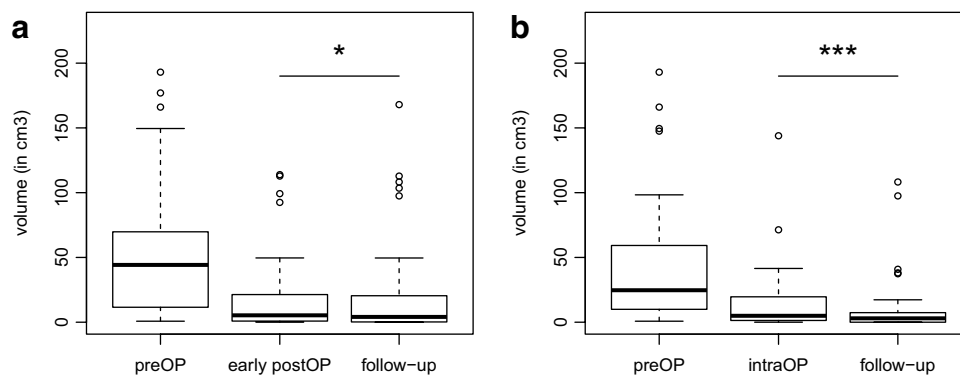 a
*
volume (in cm3)
200
150
100
50
0
preOP early postOP follow-up
b
***
volume (in cm3)
200
150
100
50
0
preOP intraOP follow-up